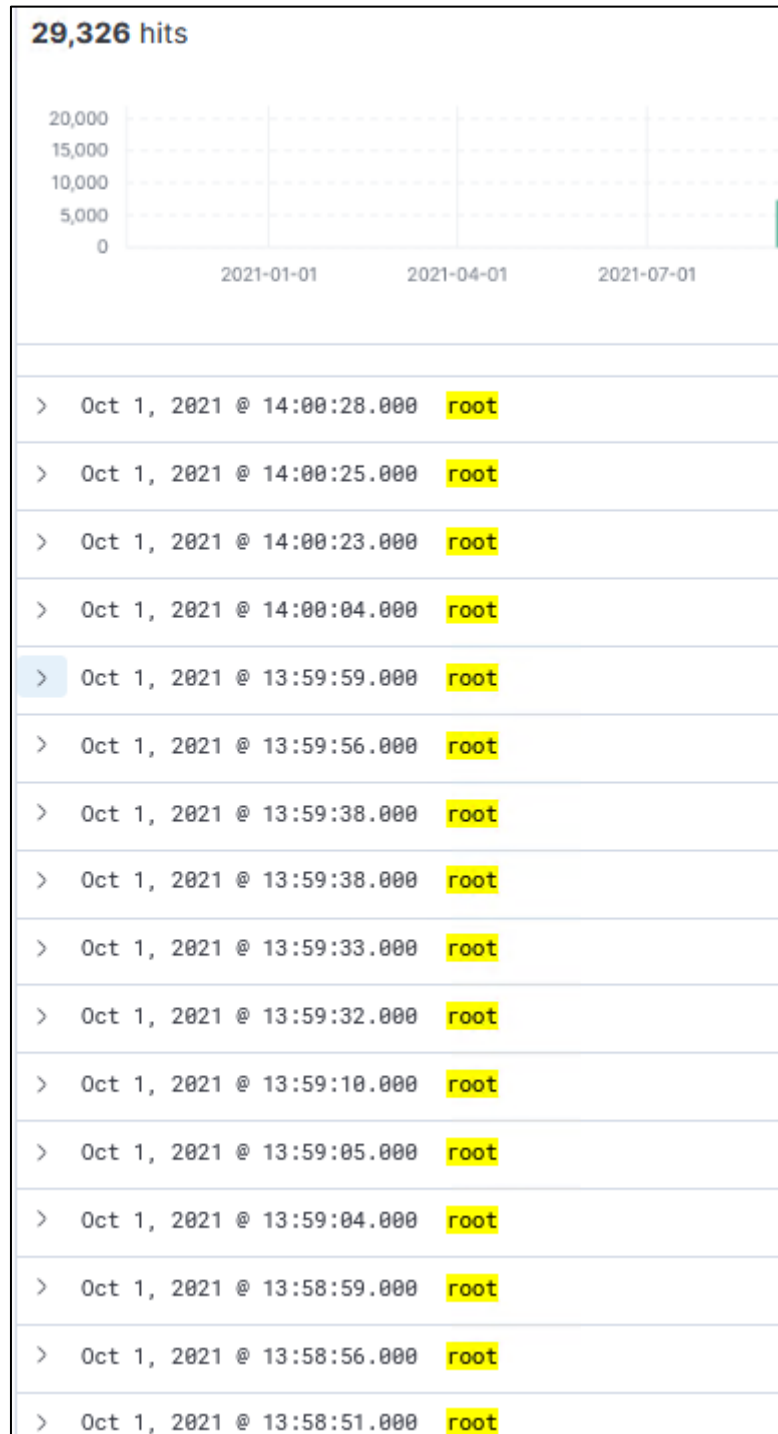 29,326 hits
20,000
15,000
10,000
5,000
0
2021-01-01 2021-04-01 2021-07-01
> Oct 1, 2021 @ 14:00:28.000 root
> Oct 1, 2021 @ 14:00:25.000 root
> Oct 1, 2021 @ 14:00:23.000 root
> Oct 1, 2021 @ 14:00:04.000 root
> Oct 1, 2021 @ 13:59:59.000 root
> Oct 1, 2021 @ 13:59:56.000 root
> Oct 1, 2021 @ 13:59:38.000 root
> Oct 1, 2021 @ 13:59:38.000 root
> Oct 1, 2021 @ 13:59:33.000 root
> Oct 1, 2021 @ 13:59:32.000 root
> Oct 1, 2021 @ 13:59:10.000 root
> Oct 1, 2021 @ 13:59:05.000 root
> Oct 1, 2021 @ 13:59:04.000 root
> Oct 1, 2021 @ 13:58:59.000 root
> Oct 1, 2021 @ 13:58:56.000 root
> Oct 1, 2021 @ 13:58:51.000 root